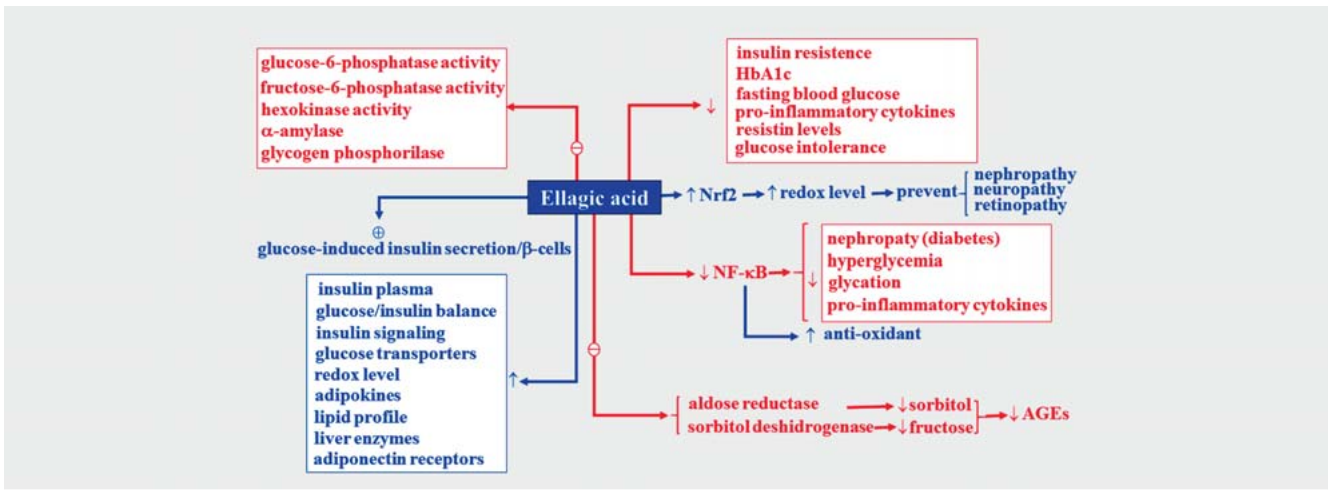 glucose-6-phosphatase activity
fructose-6-phosphatase activity
hexokinase activity
α-amylase
glycogen phosphorilase
⊖
↓
insulin resistence
HbA1c
fasting blood glucose
pro-inflammatory cytokines
resistin levels
glucose intolerance
Ellagic acid
↑ Nrf2
↑ redox level
prevent
nephropathy
neuropathy
retinopathy
⊕
glucose-induced insulin secretion/β-cells
↓ NF-κB
↓
nephropaty (diabetes)
hyperglycemia
glycation
pro-inflammatory cytokines
↑ anti-oxidant
insulin plasma
glucose/insulin balance
insulin signaling
glucose transporters
redox level
adipokines
lipid profile
liver enzymes
adiponectin receptors
↑
⊖
aldose reductase
↓sorbitol
sorbitol deshidrogenase
↓fructose
↓ AGEs